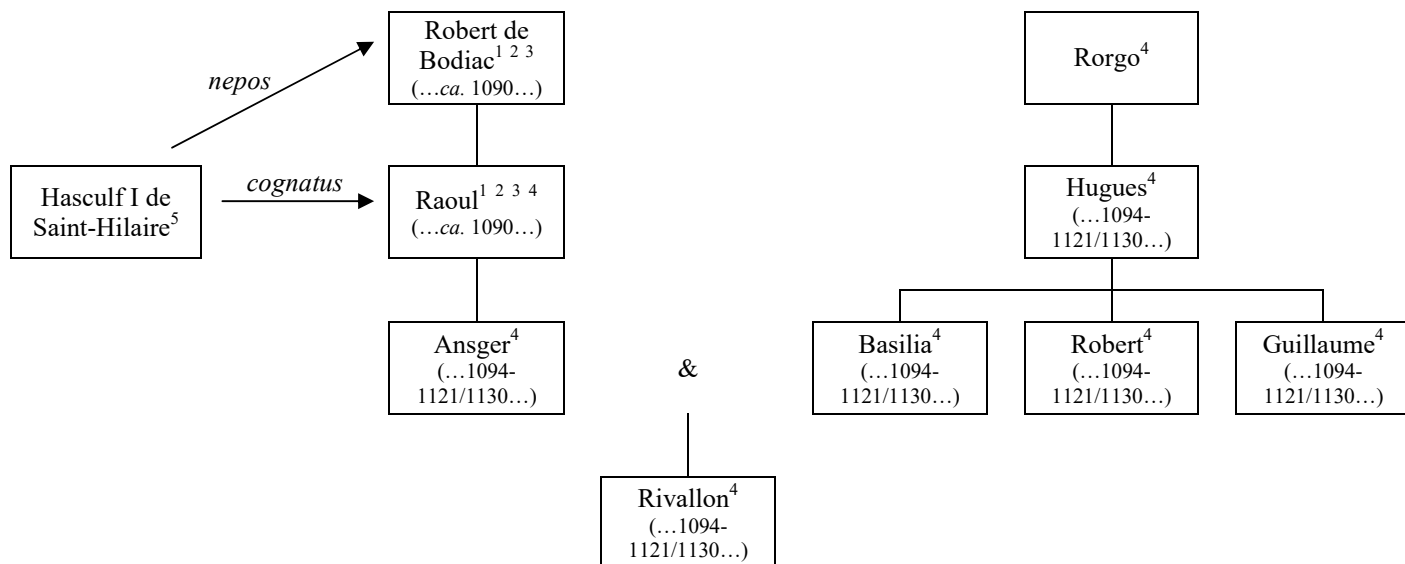 Robert de
Bodiac1 2 3
(…ca. 1090…)
Rorgo4
nepos
Hasculf I de
Saint-Hilaire5
cognatus
Raoul1 2 3 4
(…ca. 1090…)
Hugues4
(…1094-
1121/1130…)
Ansger4
(…1094-
1121/1130…)
&
Basilia4
(…1094-
1121/1130…)
Robert4
(…1094-
1121/1130…)
Guillaume4
(…1094-
1121/1130…)
Rivallon4
(…1094-
1121/1130…)